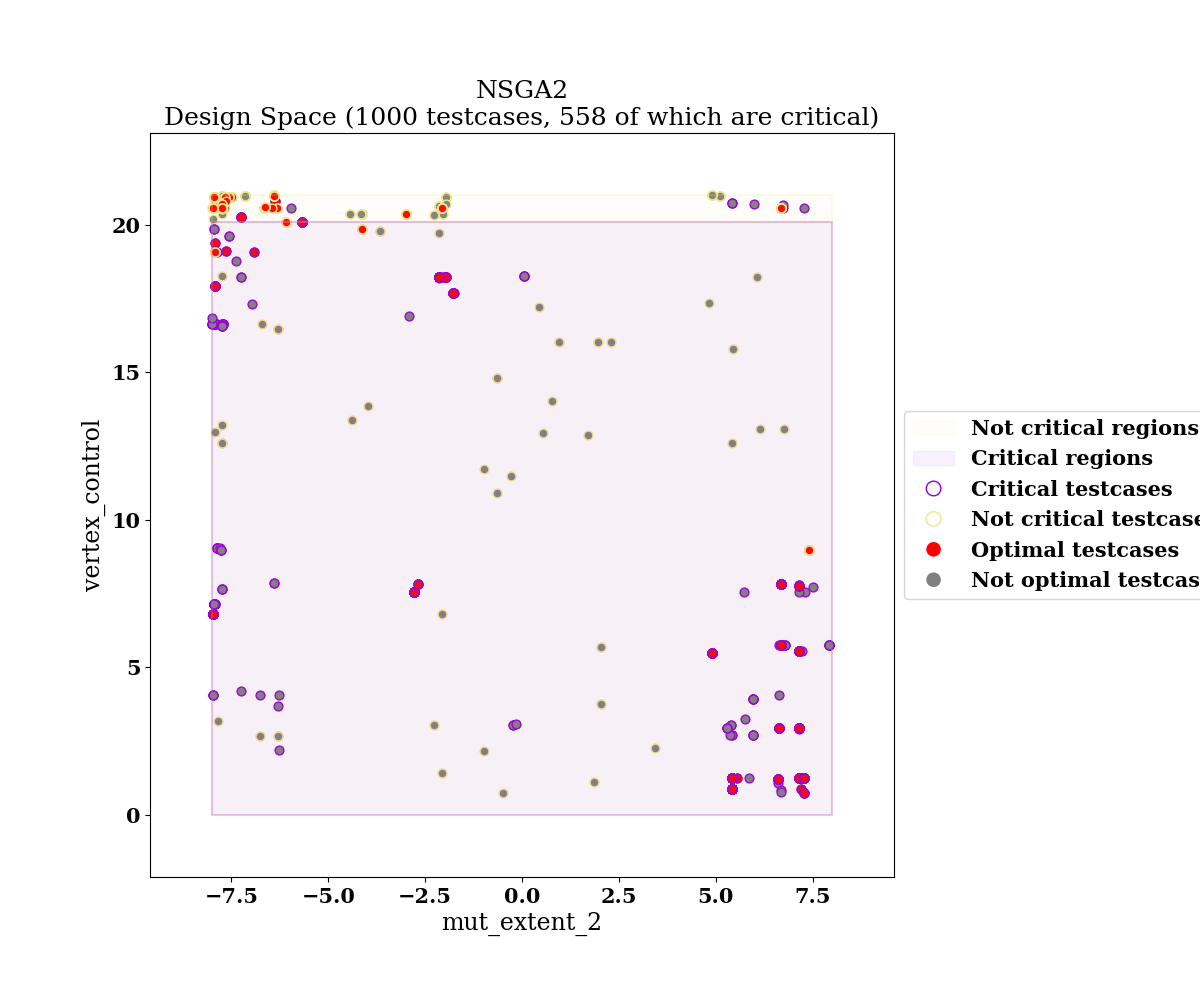 NSGA2
Design Space (1000 testcases, 558 of which are critical)
vertex_control
20
15
10
5
0
−7.5 −5.0 −2.5 0.0 2.5 5.0 7.5
mut_extent_2
Not critical regions
Critical regions
Critical testcases
Not critical testcase
Optimal testcases
Not optimal testcas